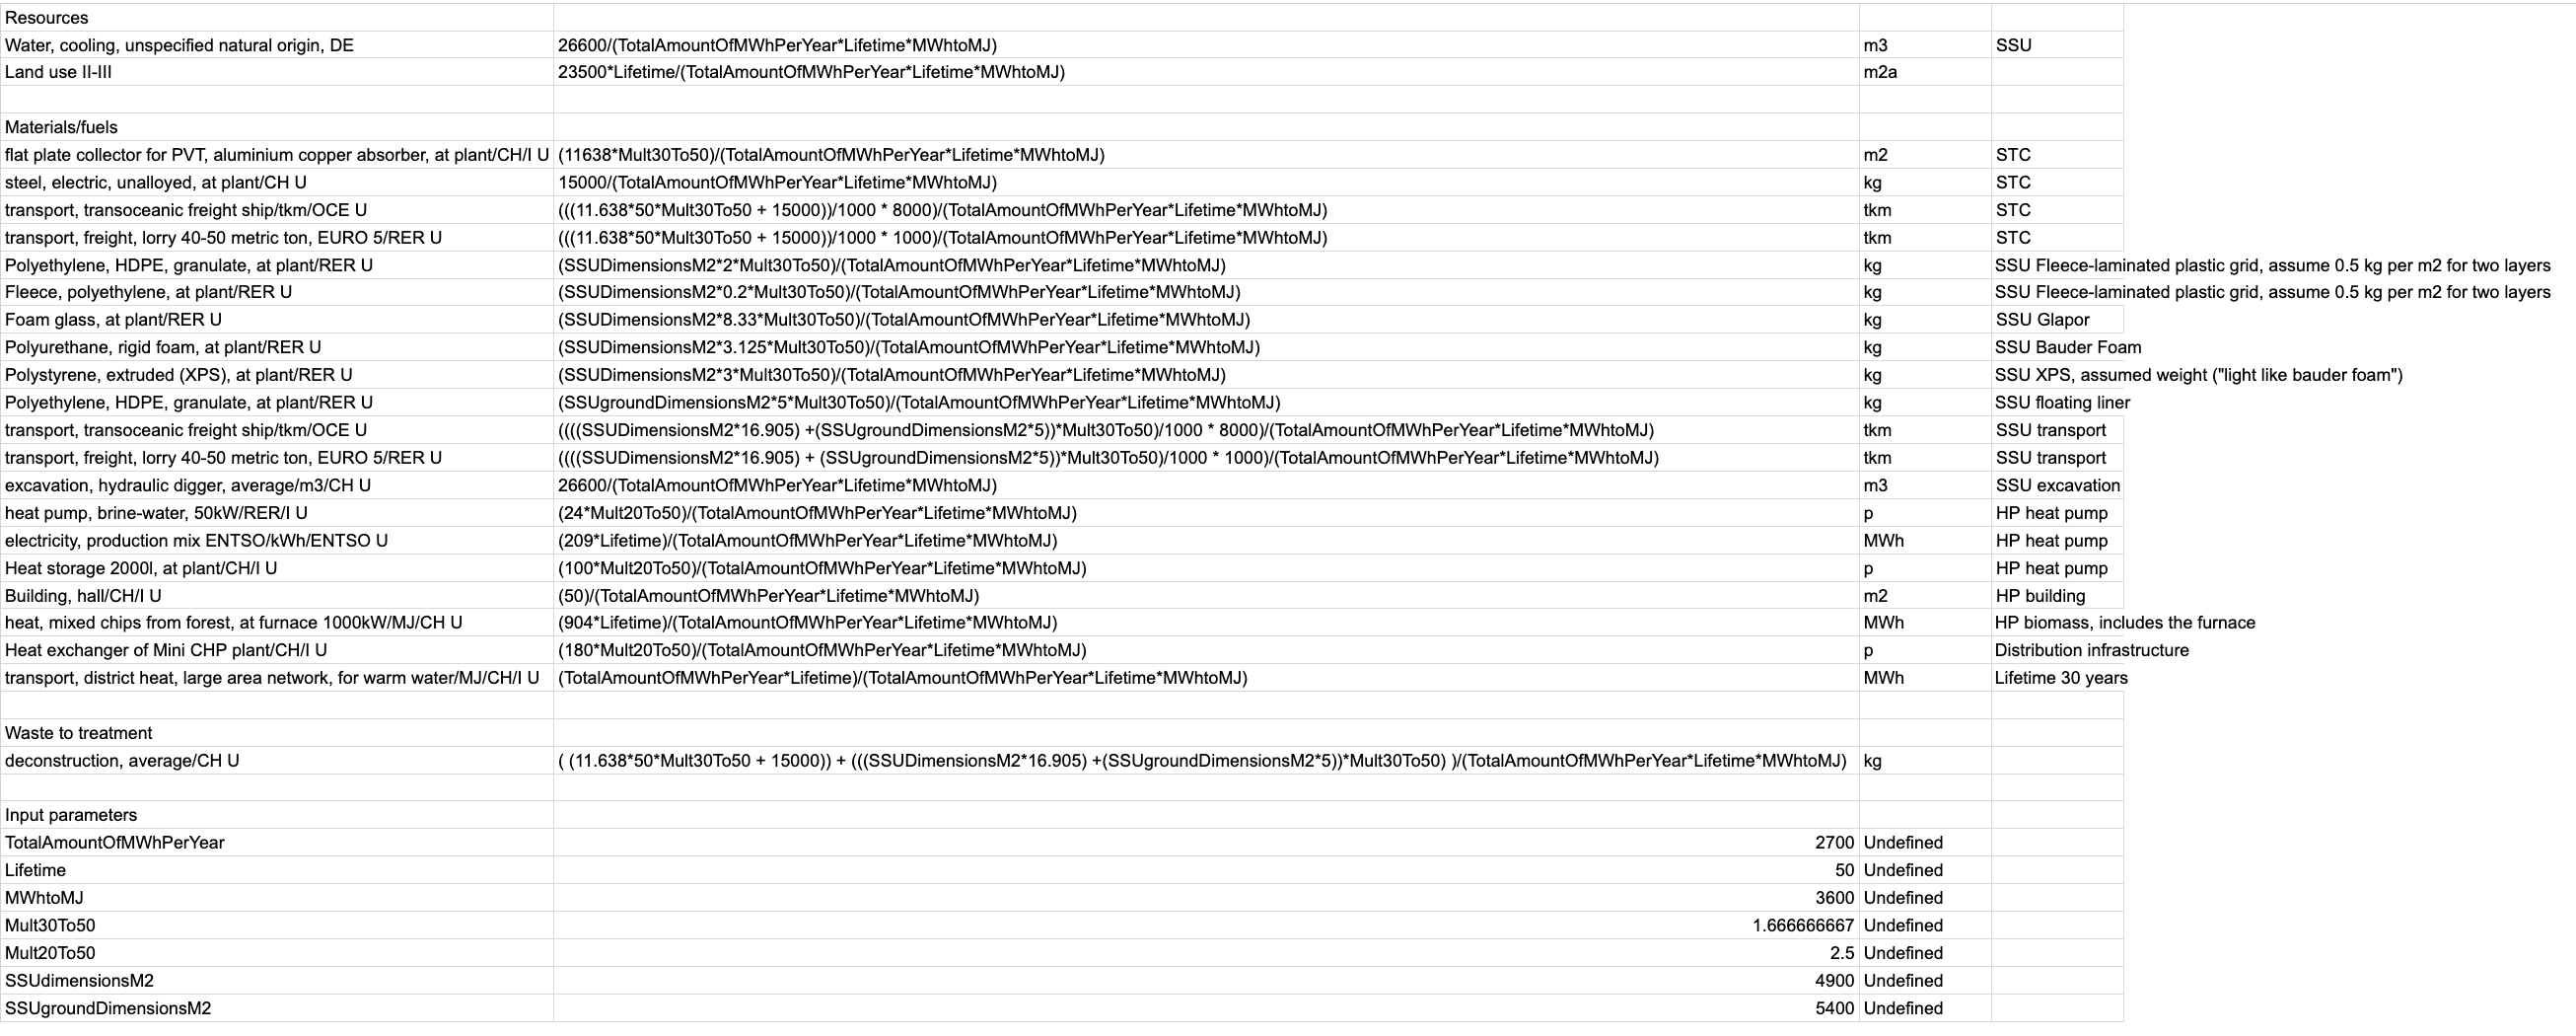 Resources
Water, cooling, unspecified natural origin, DE 26600/(TotalAmountOfMWhPerYear*Lifetime*MWhtoMJ) m3 SSU
Land use II-III 23500*Lifetime/(TotalAmountOfMWhPerYear*Lifetime*MWhtoMJ) m2a
Materials/fuels
flat plate collector for PVT, aluminium copper absorber, at plant/CH/I U (11638*Mult30To50)/(TotalAmountOfMWhPerYear*Lifetime*MWhtoMJ) m2 STC
steel, electric, unalloyed, at plant/CH U 15000/(TotalAmountOfMWhPerYear*Lifetime*MWhtoMJ) kg STC
transport, transoceanic freight ship/tkm/OCE U (((11.638*50*Mult30To50 + 15000))/1000 * 8000)/(TotalAmountOfMWhPerYear*Lifetime*MWhtoMJ) tkm STC
transport, freight, lorry 40-50 metric ton, EURO 5/RER U (((11.638*50*Mult30To50 + 15000))/1000 * 1000)/(TotalAmountOfMWhPerYear*Lifetime*MWhtoMJ) tkm STC
Polyethylene, HDPE, granulate, at plant/RER U (SSUDimensionsM2*2*Mult30To50)/(TotalAmountOfMWhPerYear*Lifetime*MWhtoMJ) kg SSU Fleece-laminated plastic grid, assume 0.5 kg per m2 for two layers
Fleece, polyethylene, at plant/RER U (SSUDimensionsM2*0.2*Mult30To50)/(TotalAmountOfMWhPerYear*Lifetime*MWhtoMJ) kg SSU Fleece-laminated plastic grid, assume 0.5 kg per m2 for two layers
Foam glass, at plant/RER U (SSUDimensionsM2*8.33*Mult30To50)/(TotalAmountOfMWhPerYear*Lifetime*MWhtoMJ) kg SSU Glapor
Polyurethane, rigid foam, at plant/RER U (SSUDimensionsM2*3.125*Mult30To50)/(TotalAmountOfMWhPerYear*Lifetime*MWhtoMJ) kg SSU Bauder Foam
Polystyrene, extruded (XPS), at plant/RER U (SSUDimensionsM2*3*Mult30To50)/(TotalAmountOfMWhPerYear*Lifetime*MWhtoMJ) kg SSU XPS, assumed weight ("light like bauder foam")
Polyethylene, HDPE, granulate, at plant/RER U (SSUgroundDimensionsM2*5*Mult30To50)/(TotalAmountOfMWhPerYear*Lifetime*MWhtoMJ) kg SSU floating liner
transport, transoceanic freight ship/tkm/OCE U ((((SSUDimensionsM2*16.905) +(SSUgroundDimensionsM2*5))*Mult30To50)/1000 * 8000)/(TotalAmountOfMWhPerYear*Lifetime*MWhtoMJ) tkm SSU transport
transport, freight, lorry 40-50 metric ton, EURO 5/RER U ((((SSUDimensionsM2*16.905) + (SSUgroundDimensionsM2*5))*Mult30To50)/1000 * 1000)/(TotalAmountOfMWhPerYear*Lifetime*MWhtoMJ) tkm SSU transport
excavation, hydraulic digger, average/m3/CH U 26600/(TotalAmountOfMWhPerYear*Lifetime*MWhtoMJ) m3 SSU excavation
heat pump, brine-water, 50kW/RER/I U (24*Mult20To50)/(TotalAmountOfMWhPerYear*Lifetime*MWhtoMJ) p HP heat pump
electricity, production mix ENTSO/kWh/ENTSO U (209*Lifetime)/(TotalAmountOfMWhPerYear*Lifetime*MWhtoMJ) MWh HP heat pump
Heat storage 2000l, at plant/CH/I U (100*Mult20To50)/(TotalAmountOfMWhPerYear*Lifetime*MWhtoMJ) p HP heat pump
Building, hall/CH/I U (50)/(TotalAmountOfMWhPerYear*Lifetime*MWhtoMJ) m2 HP building
heat, mixed chips from forest, at furnace 1000kW/MJ/CH U (904*Lifetime)/(TotalAmountOfMWhPerYear*Lifetime*MWhtoMJ) MWh HP biomass, includes the furnace
Heat exchanger of Mini CHP plant/CH/I U (180*Mult20To50)/(TotalAmountOfMWhPerYear*Lifetime*MWhtoMJ) p Distribution infrastructure
transport, district heat, large area network, for warm water/MJ/CH/I U (TotalAmountOfMWhPerYear*Lifetime)/(TotalAmountOfMWhPerYear*Lifetime*MWhtoMJ) MWh Lifetime 30 years
Waste to treatment
deconstruction, average/CH U ( (11.638*50*Mult30To50 + 15000)) + (((SSUDimensionsM2*16.905) +(SSUgroundDimensionsM2*5))*Mult30To50) )/(TotalAmountOfMWhPerYear*Lifetime*MWhtoMJ) kg
Input parameters
TotalAmountOfMWhPerYear 2700 Undefined
Lifetime 50 Undefined
MWhtoMJ 3600 Undefined
Mult30To50 1.666666667 Undefined
Mult20To50 2.5 Undefined
SSUdimensionsM2 4900 Undefined
SSUgroundDimensionsM2 5400 Undefined